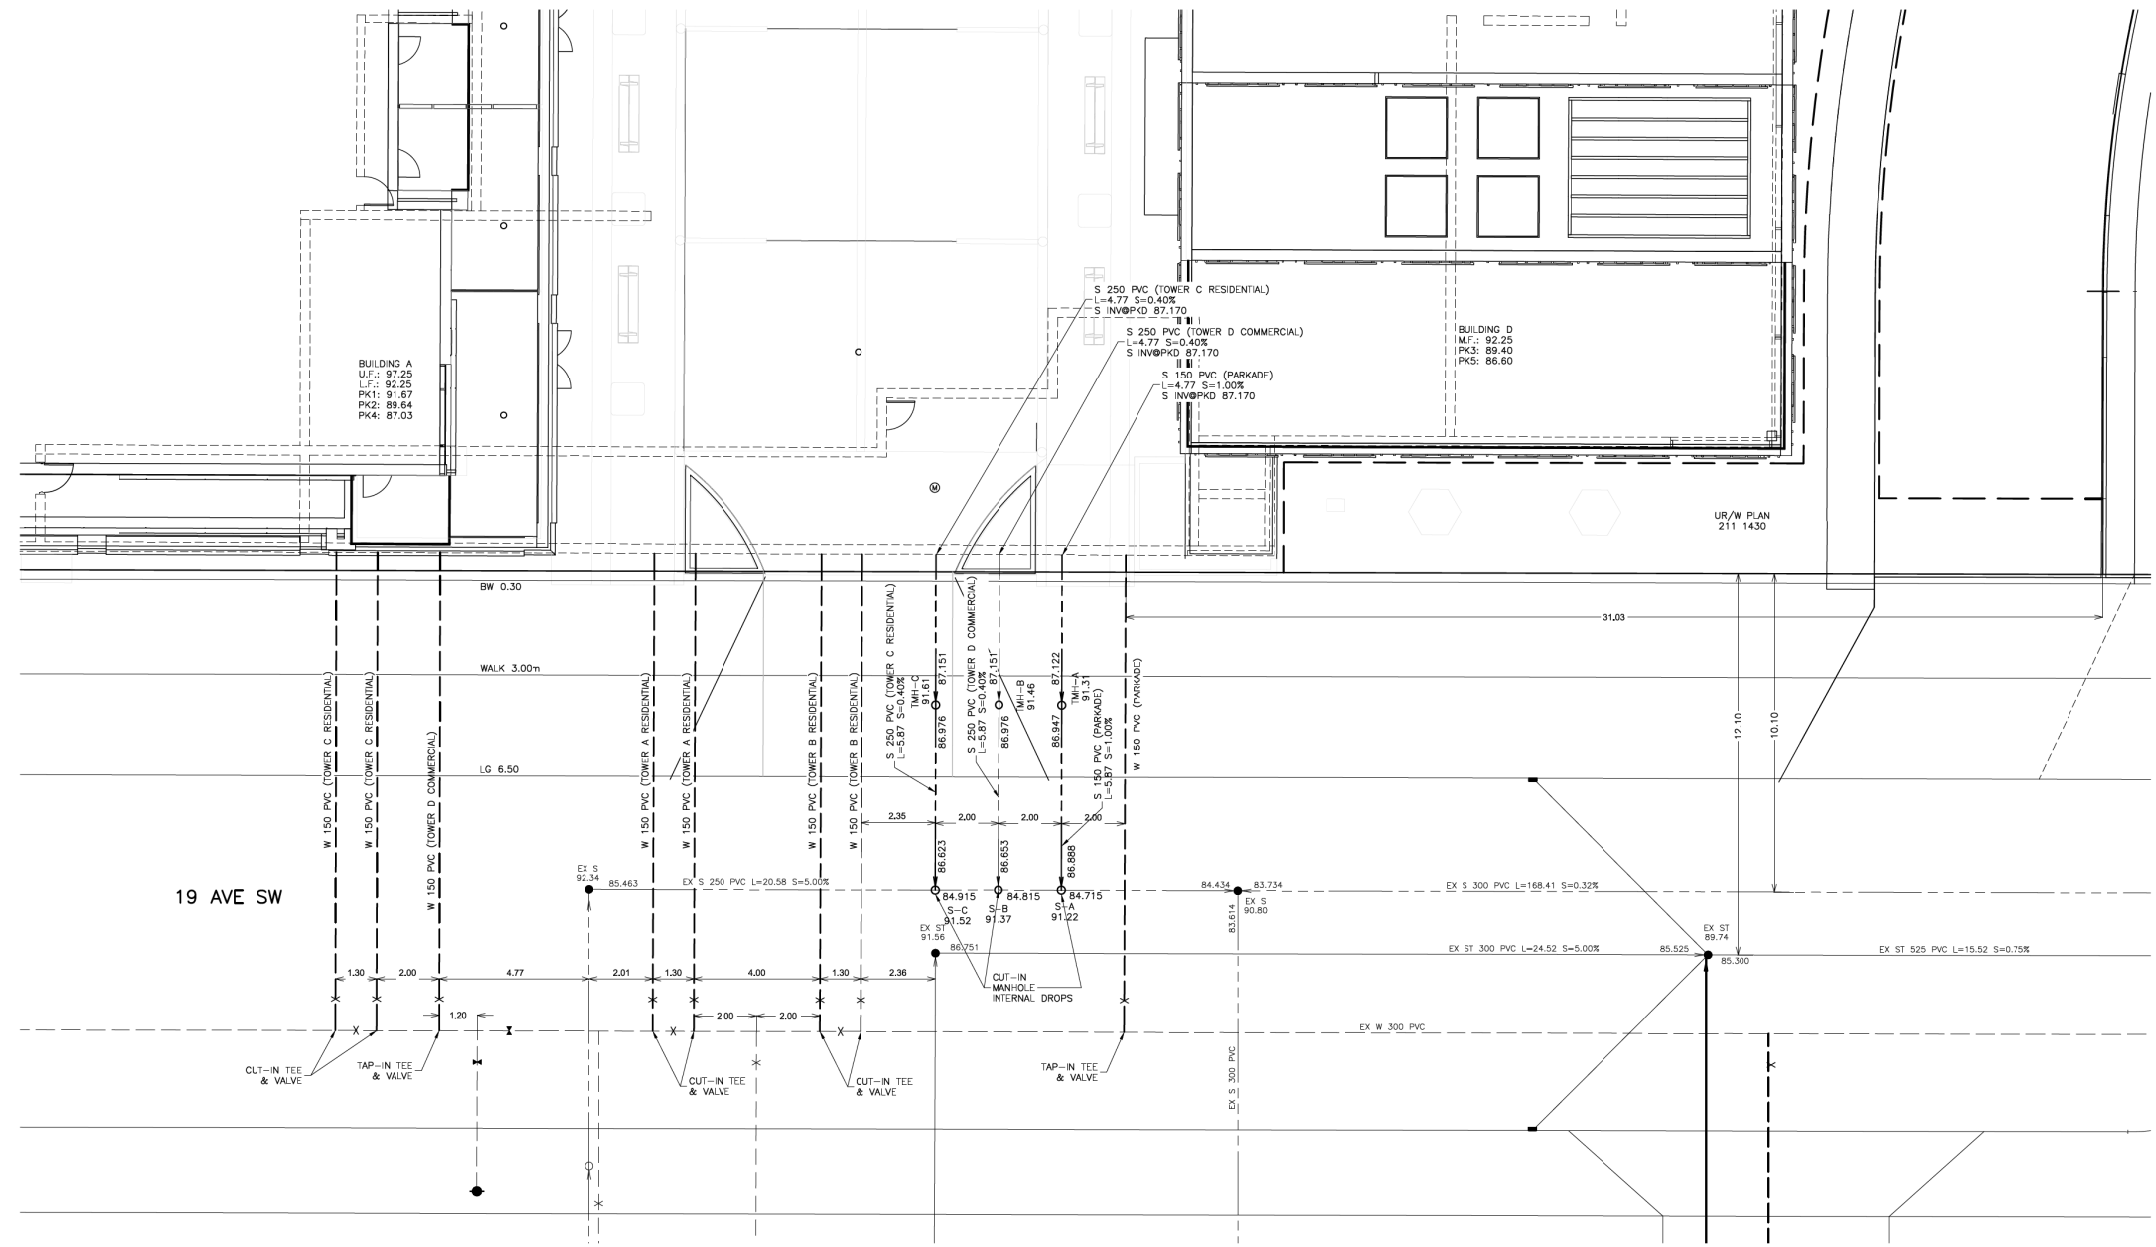 S 250 PVC (TOWER C RESIDENTIAL)
L=4.77 S=0.40%
S INV@PKD 87.170
S 250 PVC (TOWER D COMMERCIAL)
L=4.77 S=0.40%
S INV@PKD 87.170
S 150 PVC (PARKADE)
L=4.77 S=1.00%
S INV@PKD 87.170
BUILDING D
M.F.: 92.25
PK3: 89.40
PK5: 86.60
BUILDING A
U.F.: 97.25
L.F.: 92.25
PK1: 91.67
PK2: 89.64
PK4: 87.03
M
UR/W PLAN
211 1430
BW 0.30
31.03
WALK 3.00m
LG 6.50
W 150 PVC (TOWER C RESIDENTIAL)
W 150 PVC (TOWER C RESIDENTIAL)
W 150 PVC (TOWER D COMMERCIAL)
W 150 PVC (TOWER A RESIDENTIAL)
W 150 PVC (TOWER A RESIDENTIAL)
W 150 PVC (TOWER B RESIDENTIAL)
W 150 PVC (TOWER B RESIDENTIAL)
S 250 PVC (TOWER C RESIDENTIAL)
L=5.87 S=0.40%
TMH-C
91.61
87.151
86.976
S 250 PVC (TOWER D COMMERCIAL)
L=5.87 S=0.40%
87.151
86.976
TMH-B
91.46
87.122
86.947
TMH-A
91.31
S 150 PVC (PARKADE)
L=5.87 S=1.00%
W 150 PVC (PARKADE)
12.10
10.10
2.35
2.00
2.00
2.00
86.623
86.653
86.888
19 AVE SW
EX S
92.34
85.463
EX S 250 PVC L=20.58 S=5.00%
84.915
S-C
91.52
84.815
S-B
91.37
84.715
S-A
91.22
84.434
83.734
EX S
90.80
83.614
EX S 300 PVC L=168.41 S=0.32%
EX ST
91.56
86.751
EX ST 300 PVC L=24.52 S=5.00%
85.525
EX ST
89.74
85.300
EX ST 525 PVC L=15.52 S=0.75%
1.30
2.00
4.77
2.01
1.30
4.00
1.30
2.36
CUT-IN
MANHOLE
INTERNAL DROPS
1.20
2.00
2.00
EX W 300 PVC
EX S 300 PVC
CUT-IN TEE
& VALVE
TAP-IN TEE
& VALVE
CUT-IN TEE
& VALVE
CUT-IN TEE
& VALVE
TAP-IN TEE
& VALVE